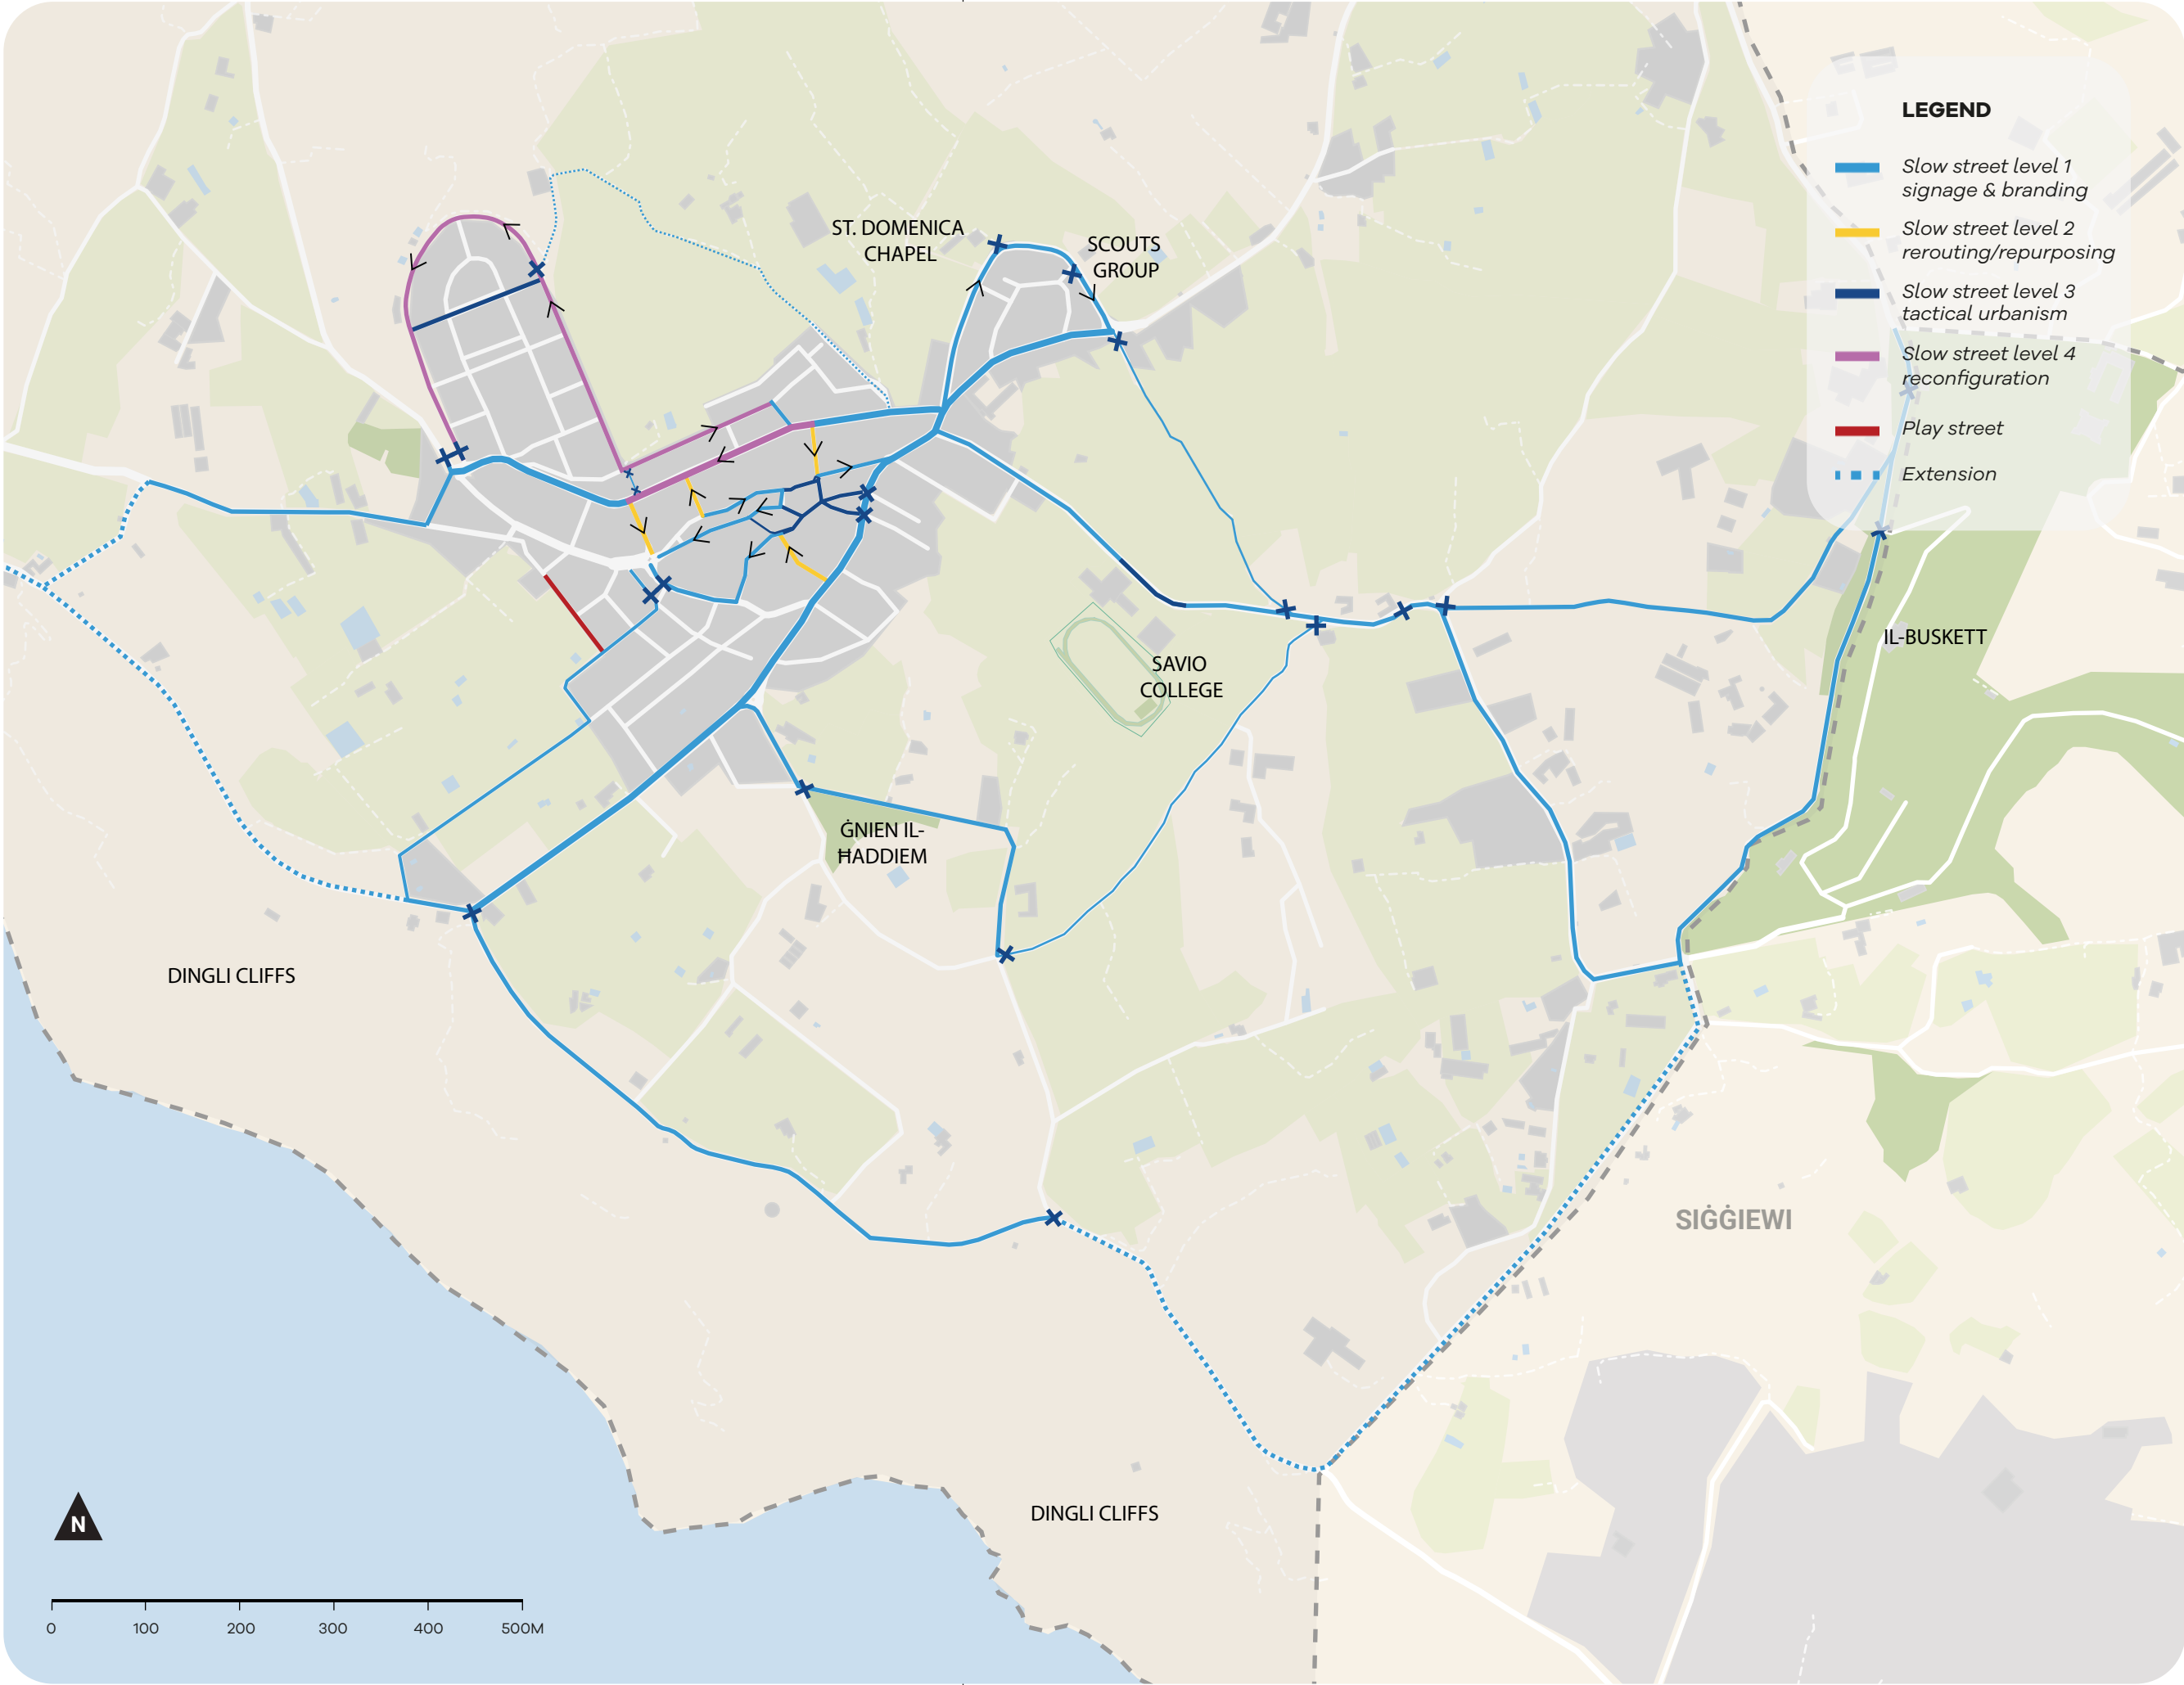 LEGEND
Slow street level 1
signage & branding
Slow street level 2
rerouting/repurposing
Slow street level 3
tactical urbanism
Slow street level 4
reconfiguration
Play street
Extension
ST. DOMENICA
CHAPEL
SCOUTS
GROUP
IL-BUSKETT
SAVIO
COLLEGE
ĠNIEN IL-
ĦADDIEM
DINGLI CLIFFS
SIĠĠIEWI
DINGLI CLIFFS
N
0 100 200 300 400 500M